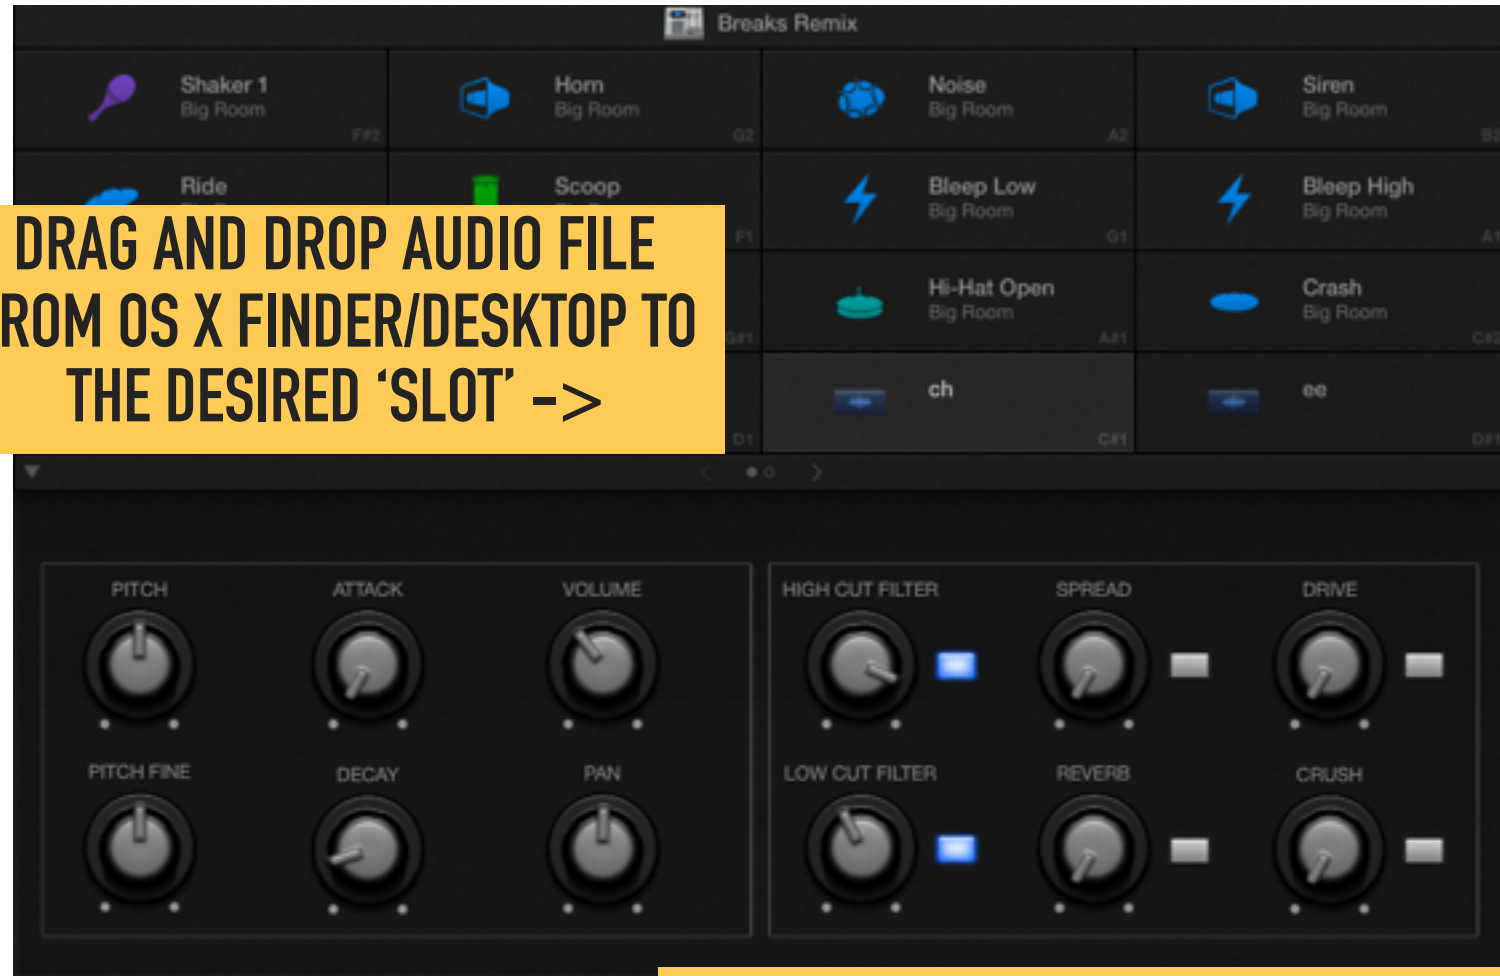 Breaks Remix
Shaker 1
Big Room
F#2
Horn
Big Room
G2
Noise
Big Room
A2
Siren
Big Room
B2
Ride
Scoop
F1
Bleep Low
Big Room
G1
Bleep High
Big Room
A1
DRAG AND DROP AUDIO FILE
ROM OS X FINDER/DESKTOP TO
THE DESIRED ‘SLOT’ ->
G#1
Hi-Hat Open
Big Room
A#1
Crash
Big Room
C#2
D1
ch
C#1
ee
D#1
PITCH
ATTACK
VOLUME
HIGH CUT FILTER
SPREAD
DRIVE
PITCH FINE
DECAY
PAN
LOW CUT FILTER
REVERB
CRUSH